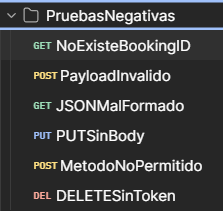 PruebasNegativas
GET NoExisteBookingID
POST PayloadInvalido
GET JSONMalFormado
PUT PUTSinBody
POST MetodoNoPermitido
DEL DELETESinToken